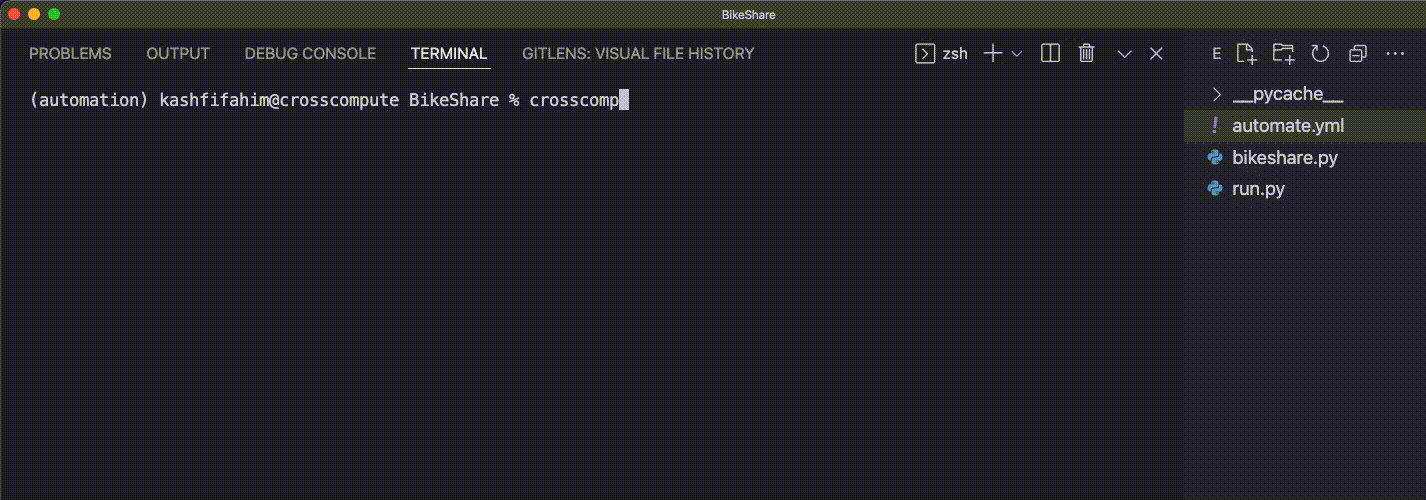 BikeShare
PROBLEMS OUTPUT DEBUG CONSOLE TERMINAL GITLENS: VISUAL FILE HISTORY zsh E
(automation) kashfifahim@crosscompute BikeShare % crosscomp
__pycache__
! automate.yml
bikeshare.py
run.py